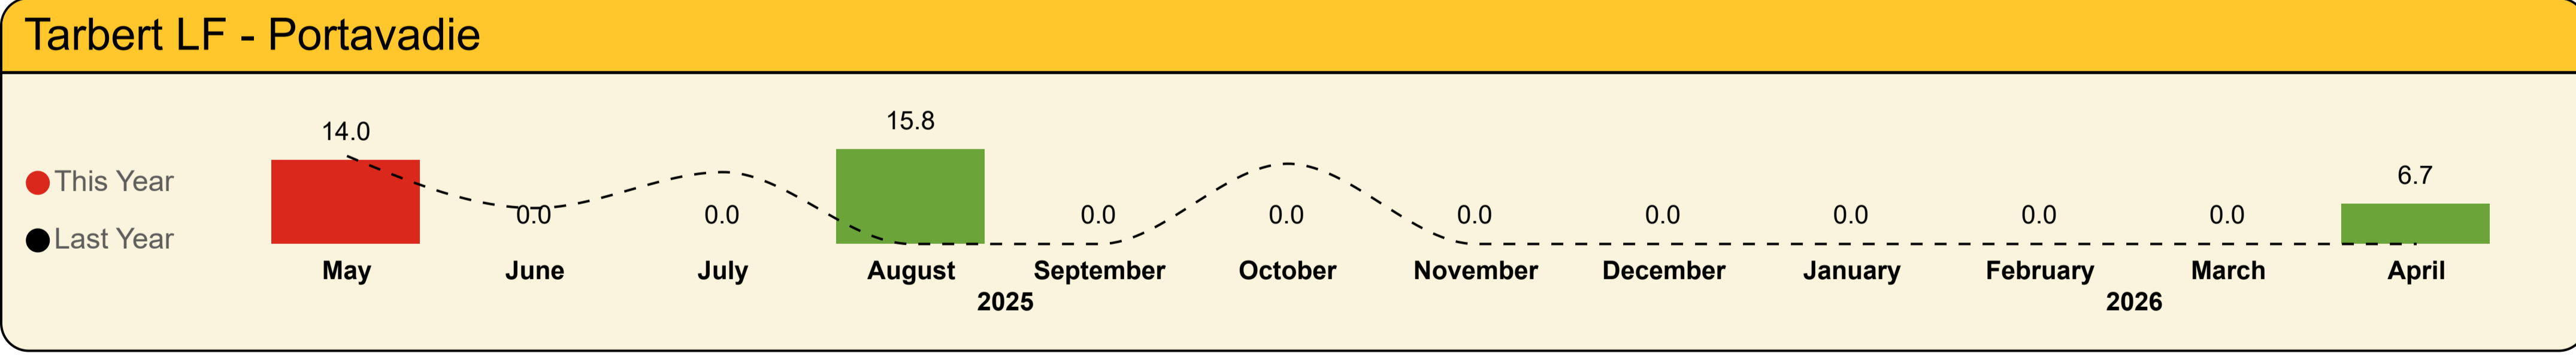 Tarbert LF - Portavadie
14.0
15.8
6.7
This Year
0.0 0.0 0.0 0.0 0.0 0.0 0.0 0.0 0.0
Last Year
May June July August September October November December January February March April
2025 2026